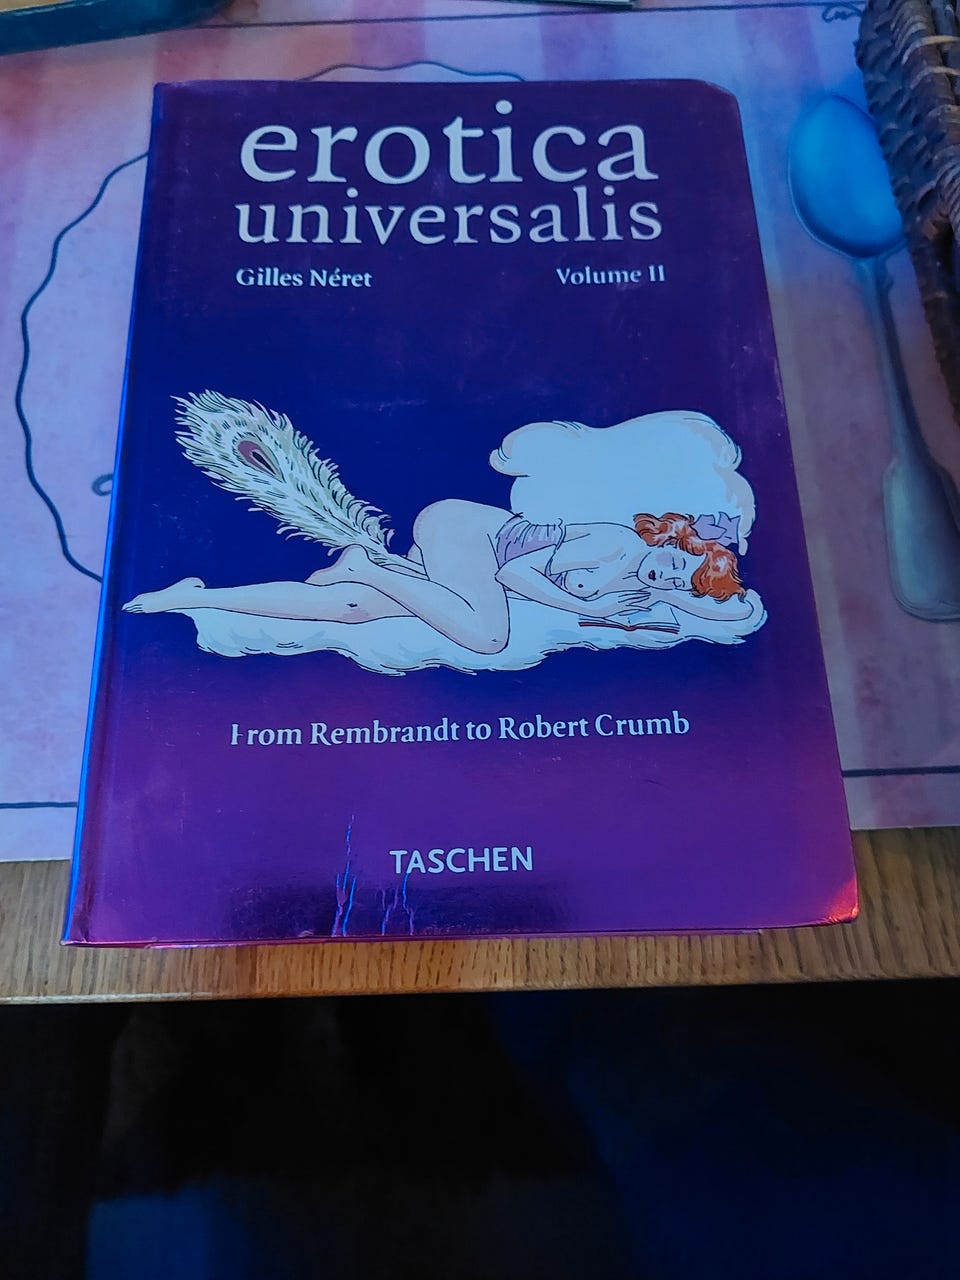 erotica
universalis
Gilles Néret Volume II
From Rembrandt to Robert Crumb
TASCHEN